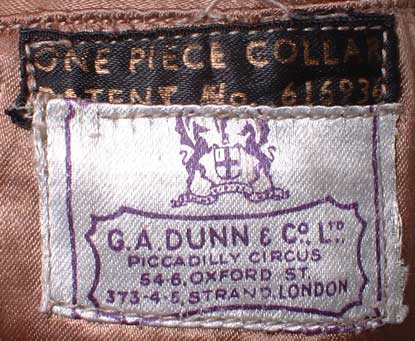 ONE PIECE COLLAR
PATENT No. 616936
G.A. DUNN & Co. LTD.
PICCADILLY CIRCUS
54-6, OXFORD ST.
373-4-5, STRAND, LONDON